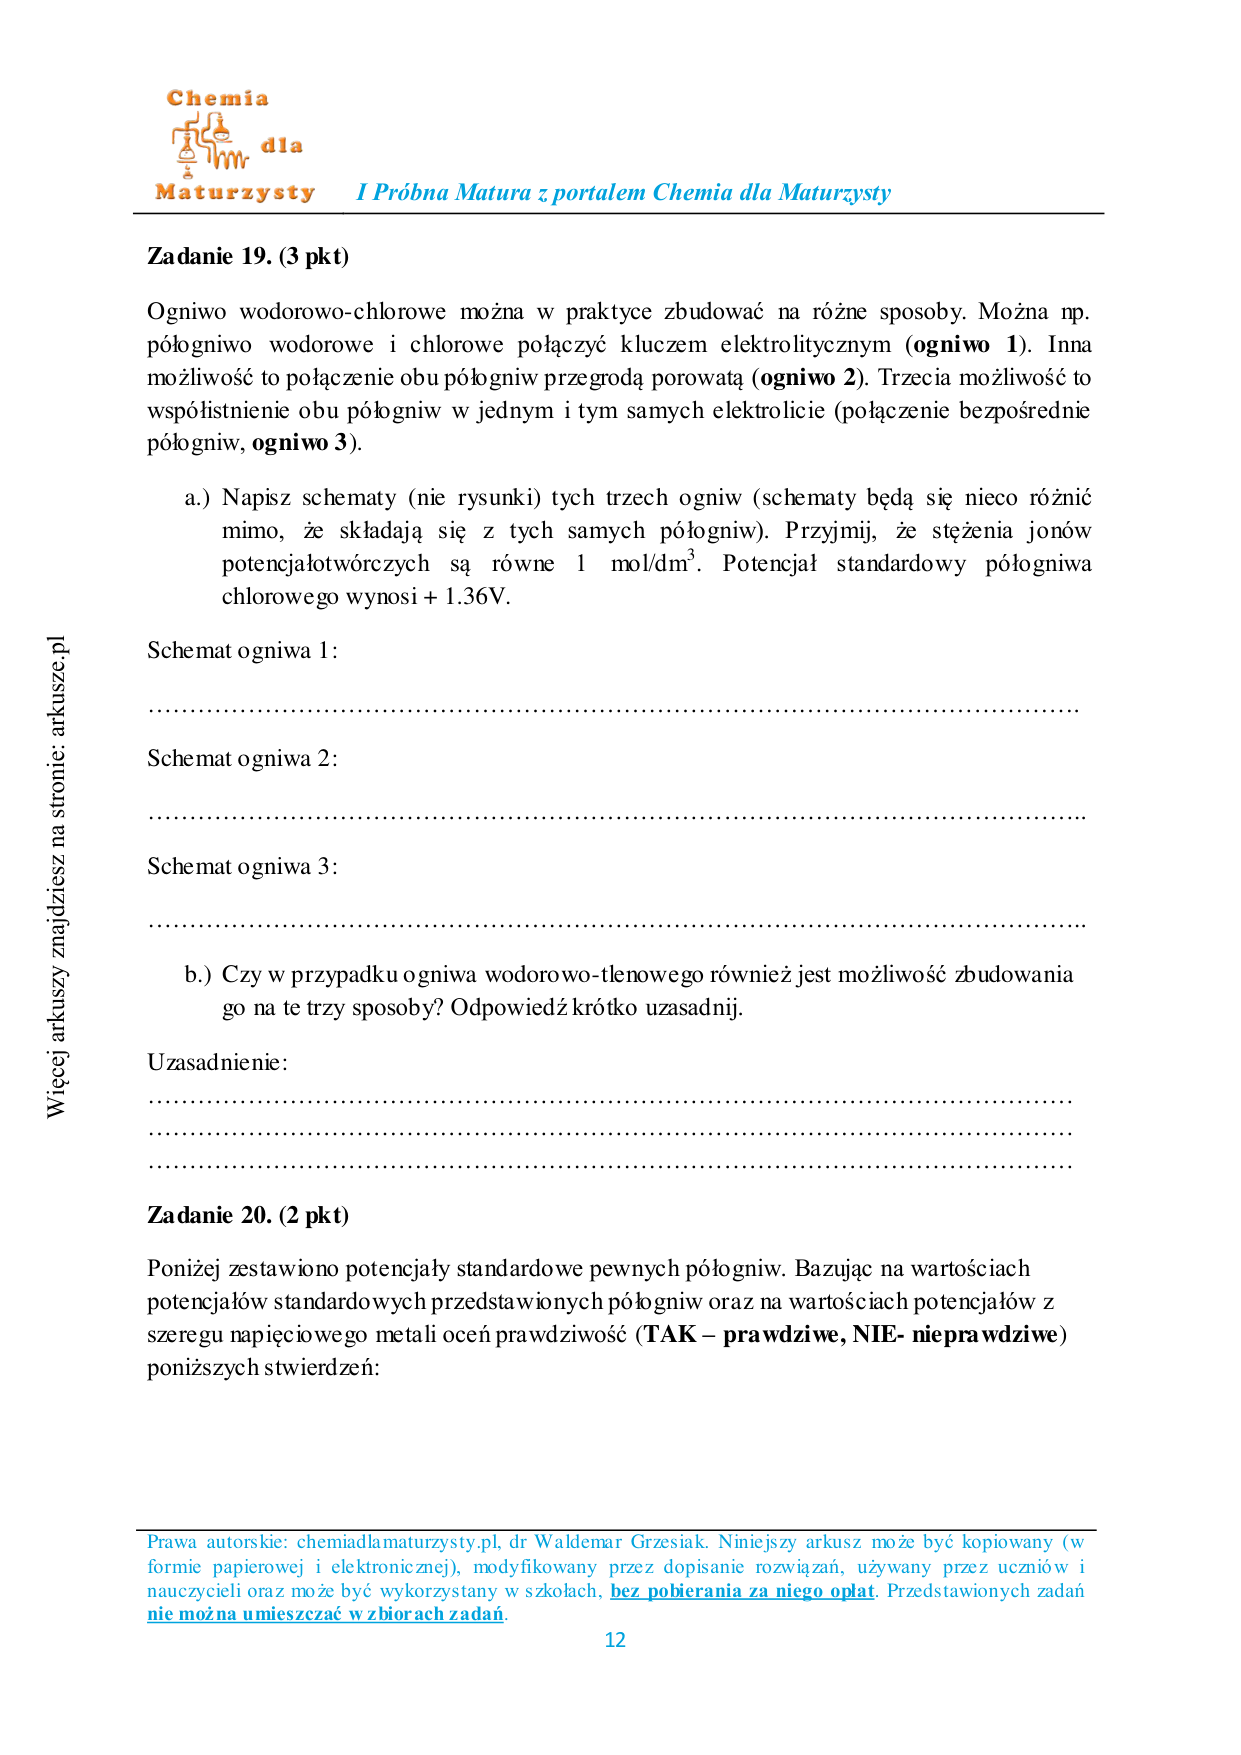 Chemia
dla
Maturzysty
I Próbna Matura z portalem Chemia dla Maturzysty
Zadanie 19. (3 pkt)
Ogniwo wodorowo-chlorowe można w praktyce zbudować na różne sposoby. Można np.
półogniwo wodorowe i chlorowe połączyć kluczem elektrolitycznym (ogniwo 1). Inna
możliwość to połączenie obu półogniw przegrodą porowatą (ogniwo 2). Trzecia możliwość to
współistnienie obu półogniw w jednym i tym samych elektrolicie (połączenie bezpośrednie
półogniw, ogniwo 3).
a.) Napisz schematy (nie rysunki) tych trzech ogniw (schematy będą się nieco różnić
mimo, że składają się z tych samych półogniw). Przyjmij, że stężenia jonów
potencjałotwórczych są równe 1 mol/dm³. Potencjał standardowy półogniwa
chlorowego wynosi + 1.36V.
Schemat ogniwa 1:
……………………………………………………………………………………………….
Schemat ogniwa 2:
………………………………………………………………………………………………..
Schemat ogniwa 3:
………………………………………………………………………………………………..
b.) Czy w przypadku ogniwa wodorowo-tlenowego również jest możliwość zbudowania
go na te trzy sposoby? Odpowiedź krótko uzasadnij.
Uzasadnienie:
………………………………………………………………………………………………
………………………………………………………………………………………………
………………………………………………………………………………………………
Zadanie 20. (2 pkt)
Poniżej zestawiono potencjały standardowe pewnych półogniw. Bazując na wartościach
potencjałów standardowych przedstawionych półogniw oraz na wartościach potencjałów z
szeregu napięciowego metali oceń prawdziwość (TAK – prawdziwe, NIE- nieprawdziwe)
poniższych stwierdzeń:
Prawa autorskie: chemiadlamaturzysty.pl, dr Waldemar Grzesiak. Niniejszy arkusz może być kopiowany (w
formie papierowej i elektronicznej), modyfikowany przez dopisanie rozwiązań, używany przez uczniów i
nauczycieli oraz może być wykorzystany w szkołach, bez pobierania za niego opłat. Przedstawionych zadań
nie można umieszczać w zbiorach zadań.
12
Więcej arkuszy znajdziesz na stronie: arkusze.pl